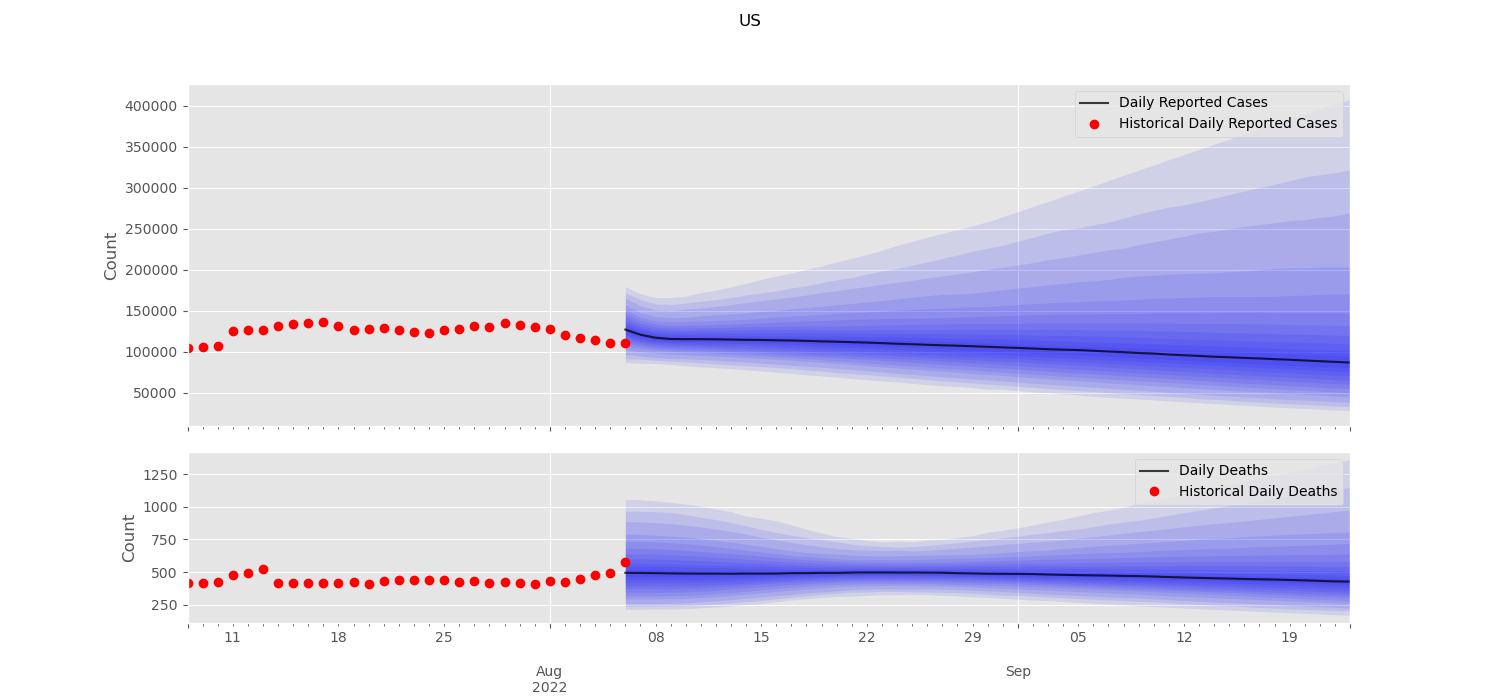 US
Daily Reported Cases
Historical Daily Reported Cases
Count
400000
350000
300000
250000
200000
150000
100000
50000
Daily Deaths
Historical Daily Deaths
Count
1250
1000
750
500
250
11 18 25 08 15 22 29 05 12 19
Aug Sep
2022